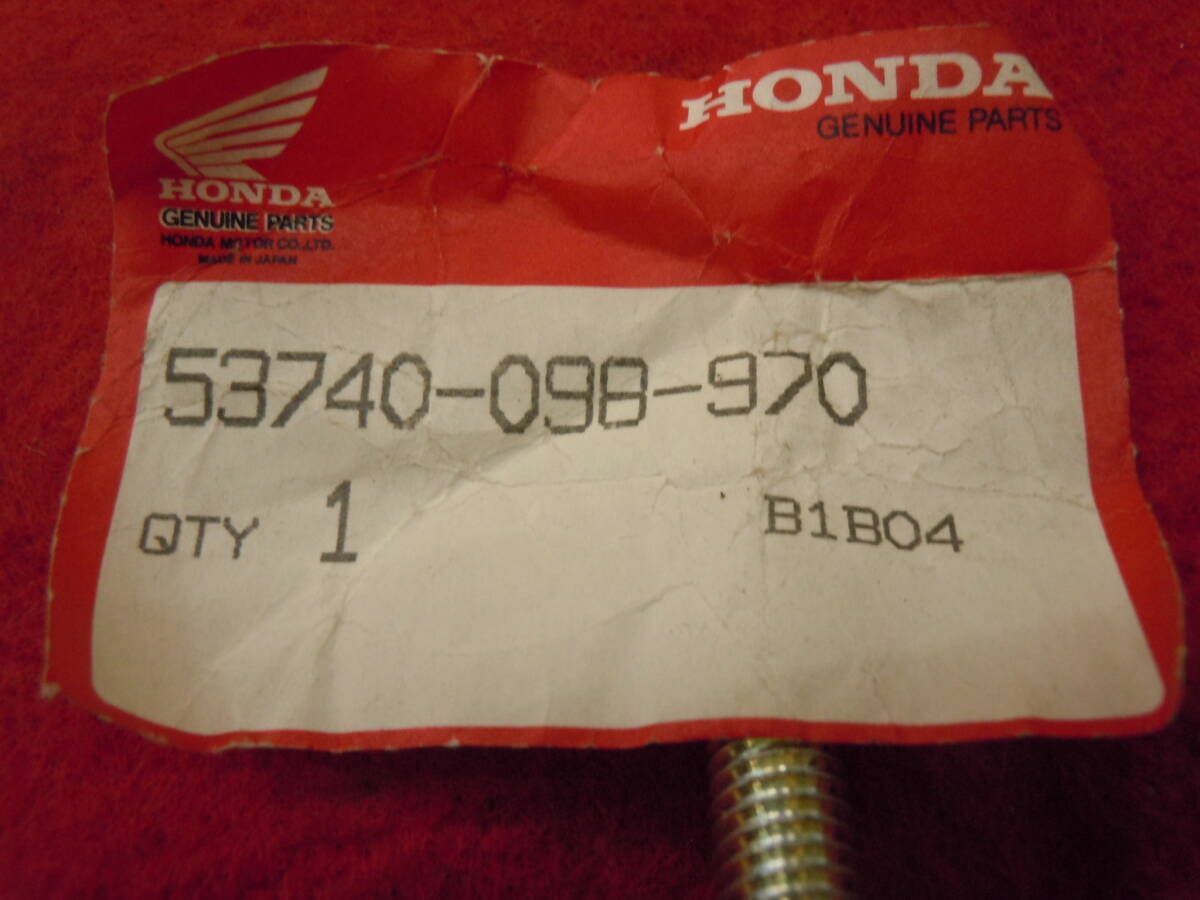 HONDA
GENUINE PARTS
HONDA MOTOR CO.,LTD.
MADE IN JAPAN
HONDA
GENUINE PARTS
53740-098-970
QTY 1 B1B04